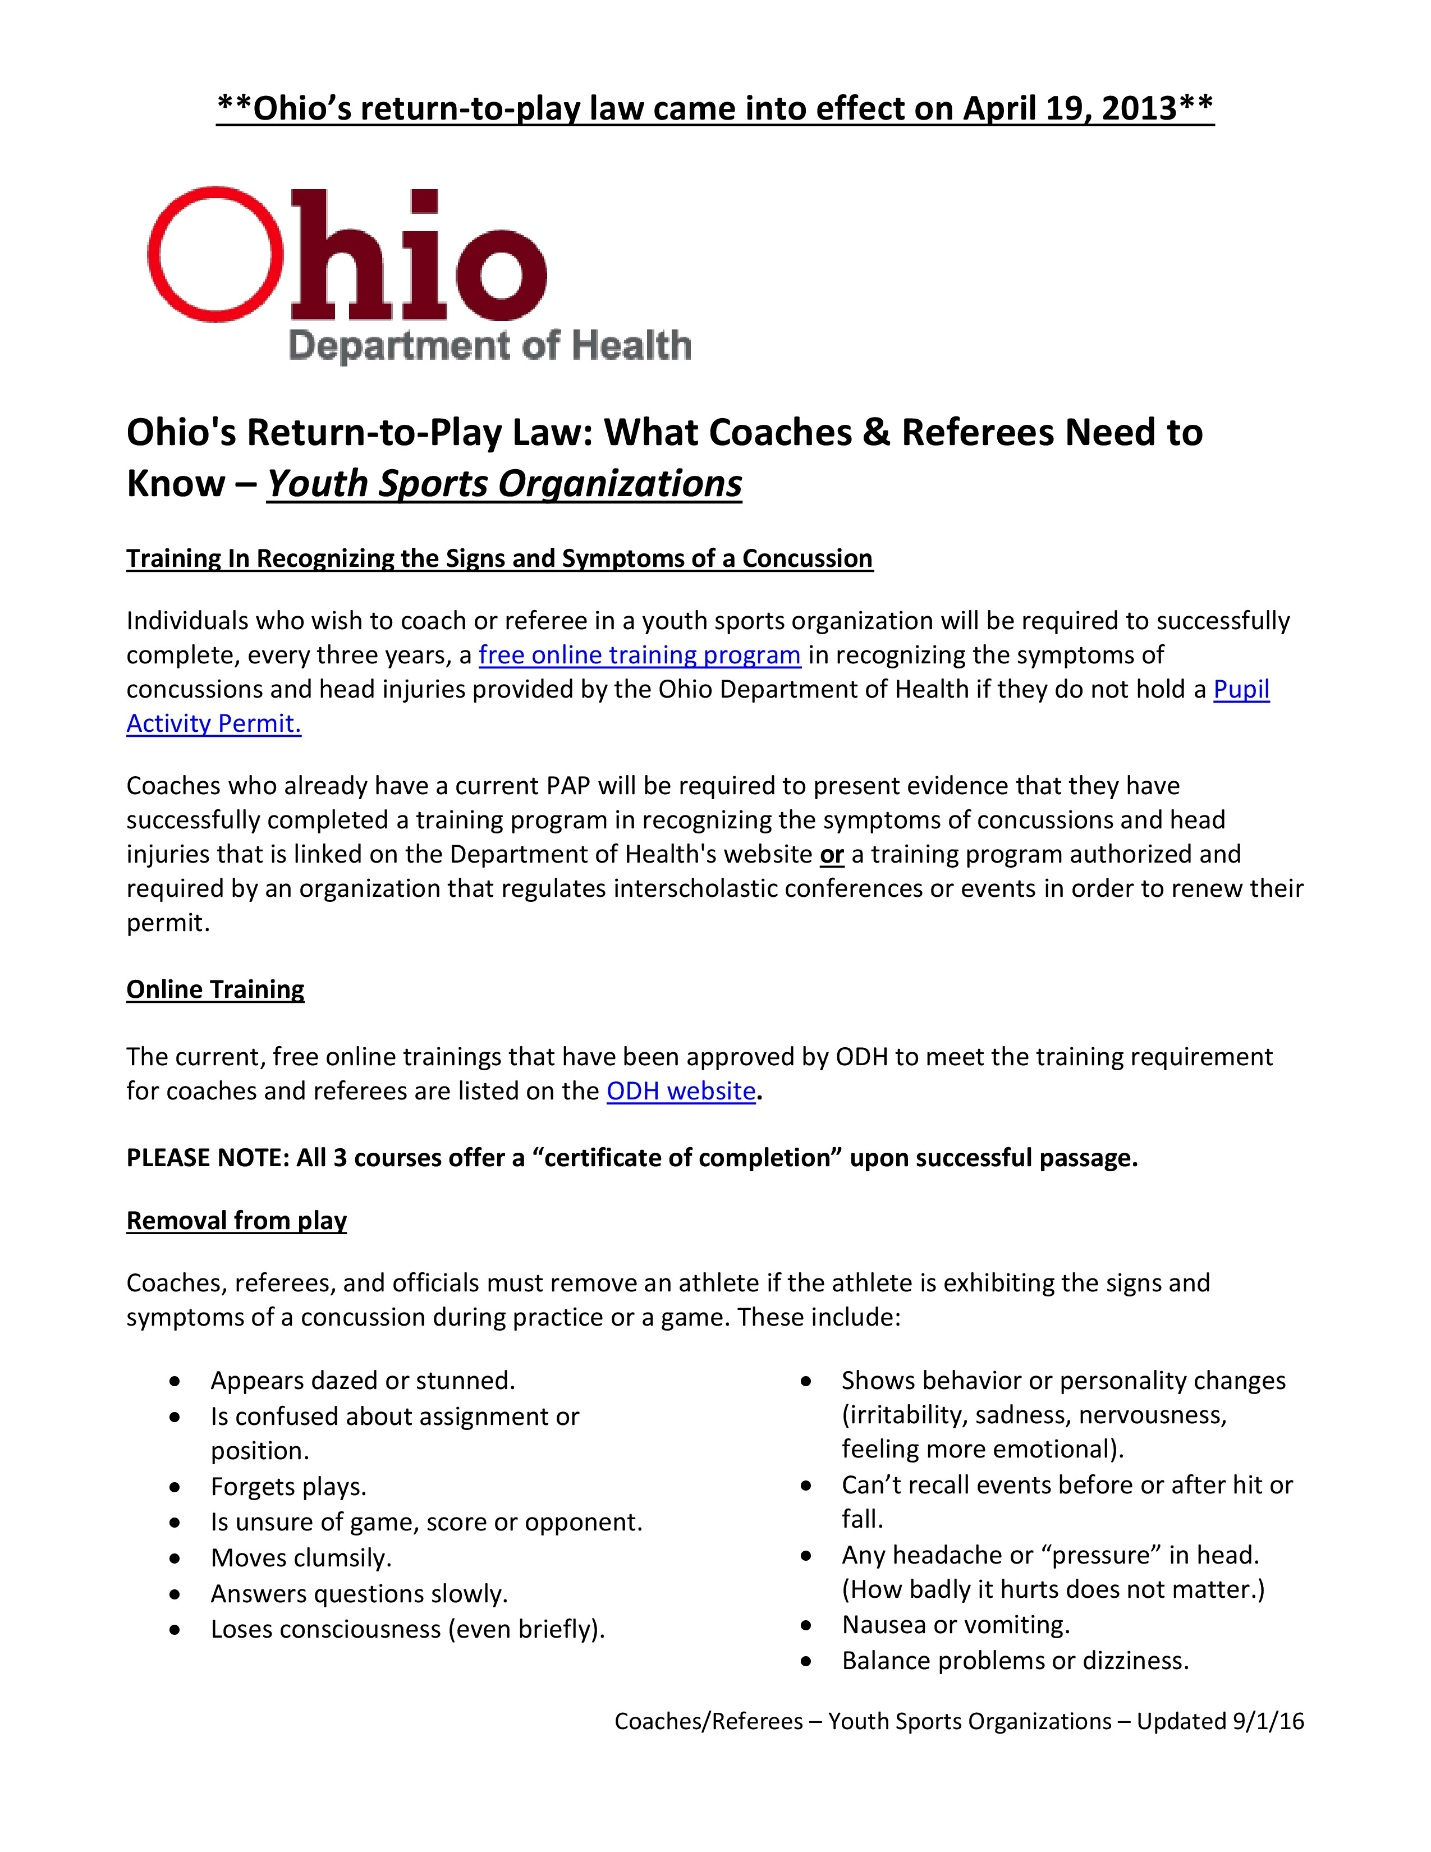 **Ohio’s return-to-play law came into effect on April 19, 2013**
Ohio
Department of Health
Ohio's Return-to-Play Law: What Coaches & Referees Need to
Know – Youth Sports Organizations
Training In Recognizing the Signs and Symptoms of a Concussion
Individuals who wish to coach or referee in a youth sports organization will be required to successfully
complete, every three years, a free online training program in recognizing the symptoms of
concussions and head injuries provided by the Ohio Department of Health if they do not hold a Pupil
Activity Permit.
Coaches who already have a current PAP will be required to present evidence that they have
successfully completed a training program in recognizing the symptoms of concussions and head
injuries that is linked on the Department of Health's website or a training program authorized and
required by an organization that regulates interscholastic conferences or events in order to renew their
permit.
Online Training
The current, free online trainings that have been approved by ODH to meet the training requirement
for coaches and referees are listed on the ODH website.
PLEASE NOTE: All 3 courses offer a “certificate of completion” upon successful passage.
Removal from play
Coaches, referees, and officials must remove an athlete if the athlete is exhibiting the signs and
symptoms of a concussion during practice or a game. These include:
• Appears dazed or stunned.
• Is confused about assignment or
position.
• Forgets plays.
• Is unsure of game, score or opponent.
• Moves clumsily.
• Answers questions slowly.
• Loses consciousness (even briefly).
• Shows behavior or personality changes
(irritability, sadness, nervousness,
feeling more emotional).
• Can’t recall events before or after hit or
fall.
• Any headache or “pressure” in head.
(How badly it hurts does not matter.)
• Nausea or vomiting.
• Balance problems or dizziness.
Coaches/Referees – Youth Sports Organizations – Updated 9/1/16